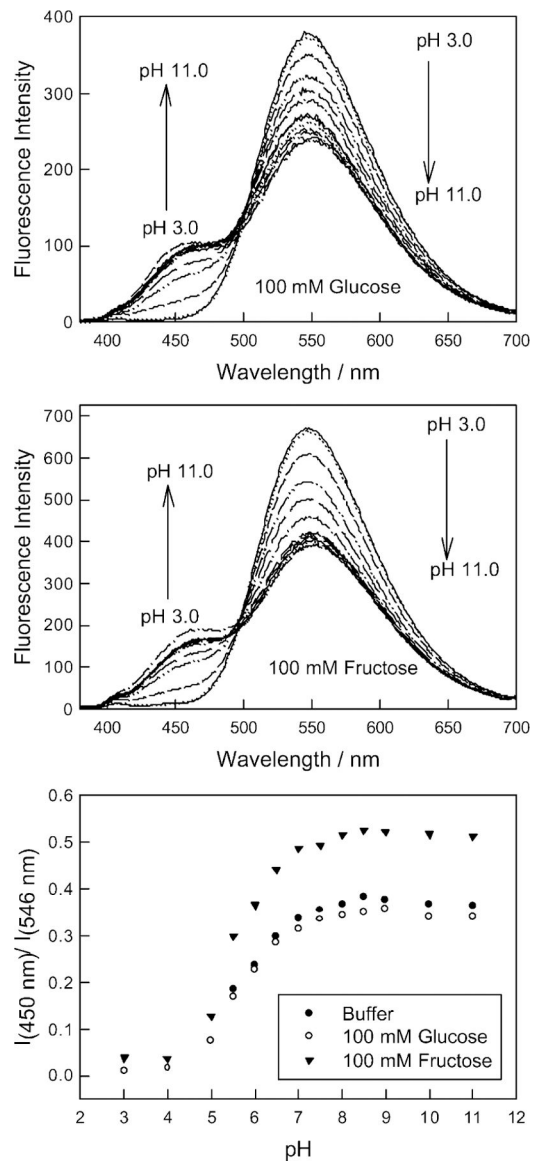 400
300
200
100
0
Fluorescence Intensity
pH 11.0
pH 3.0
pH 3.0
pH 11.0
100 mM Glucose
400 450 500 550 600 650 700
Wavelength / nm
700
600
500
400
300
200
100
0
Fluorescence Intensity
pH 11.0
pH 3.0
pH 3.0
pH 11.0
100 mM Fructose
400 450 500 550 600 650 700
Wavelength / nm
0.6
0.5
0.4
0.3
0.2
0.1
0.0
I(450 nm)/ I(546 nm)
Buffer
100 mM Glucose
100 mM Fructose
2 3 4 5 6 7 8 9 10 11 12
pH